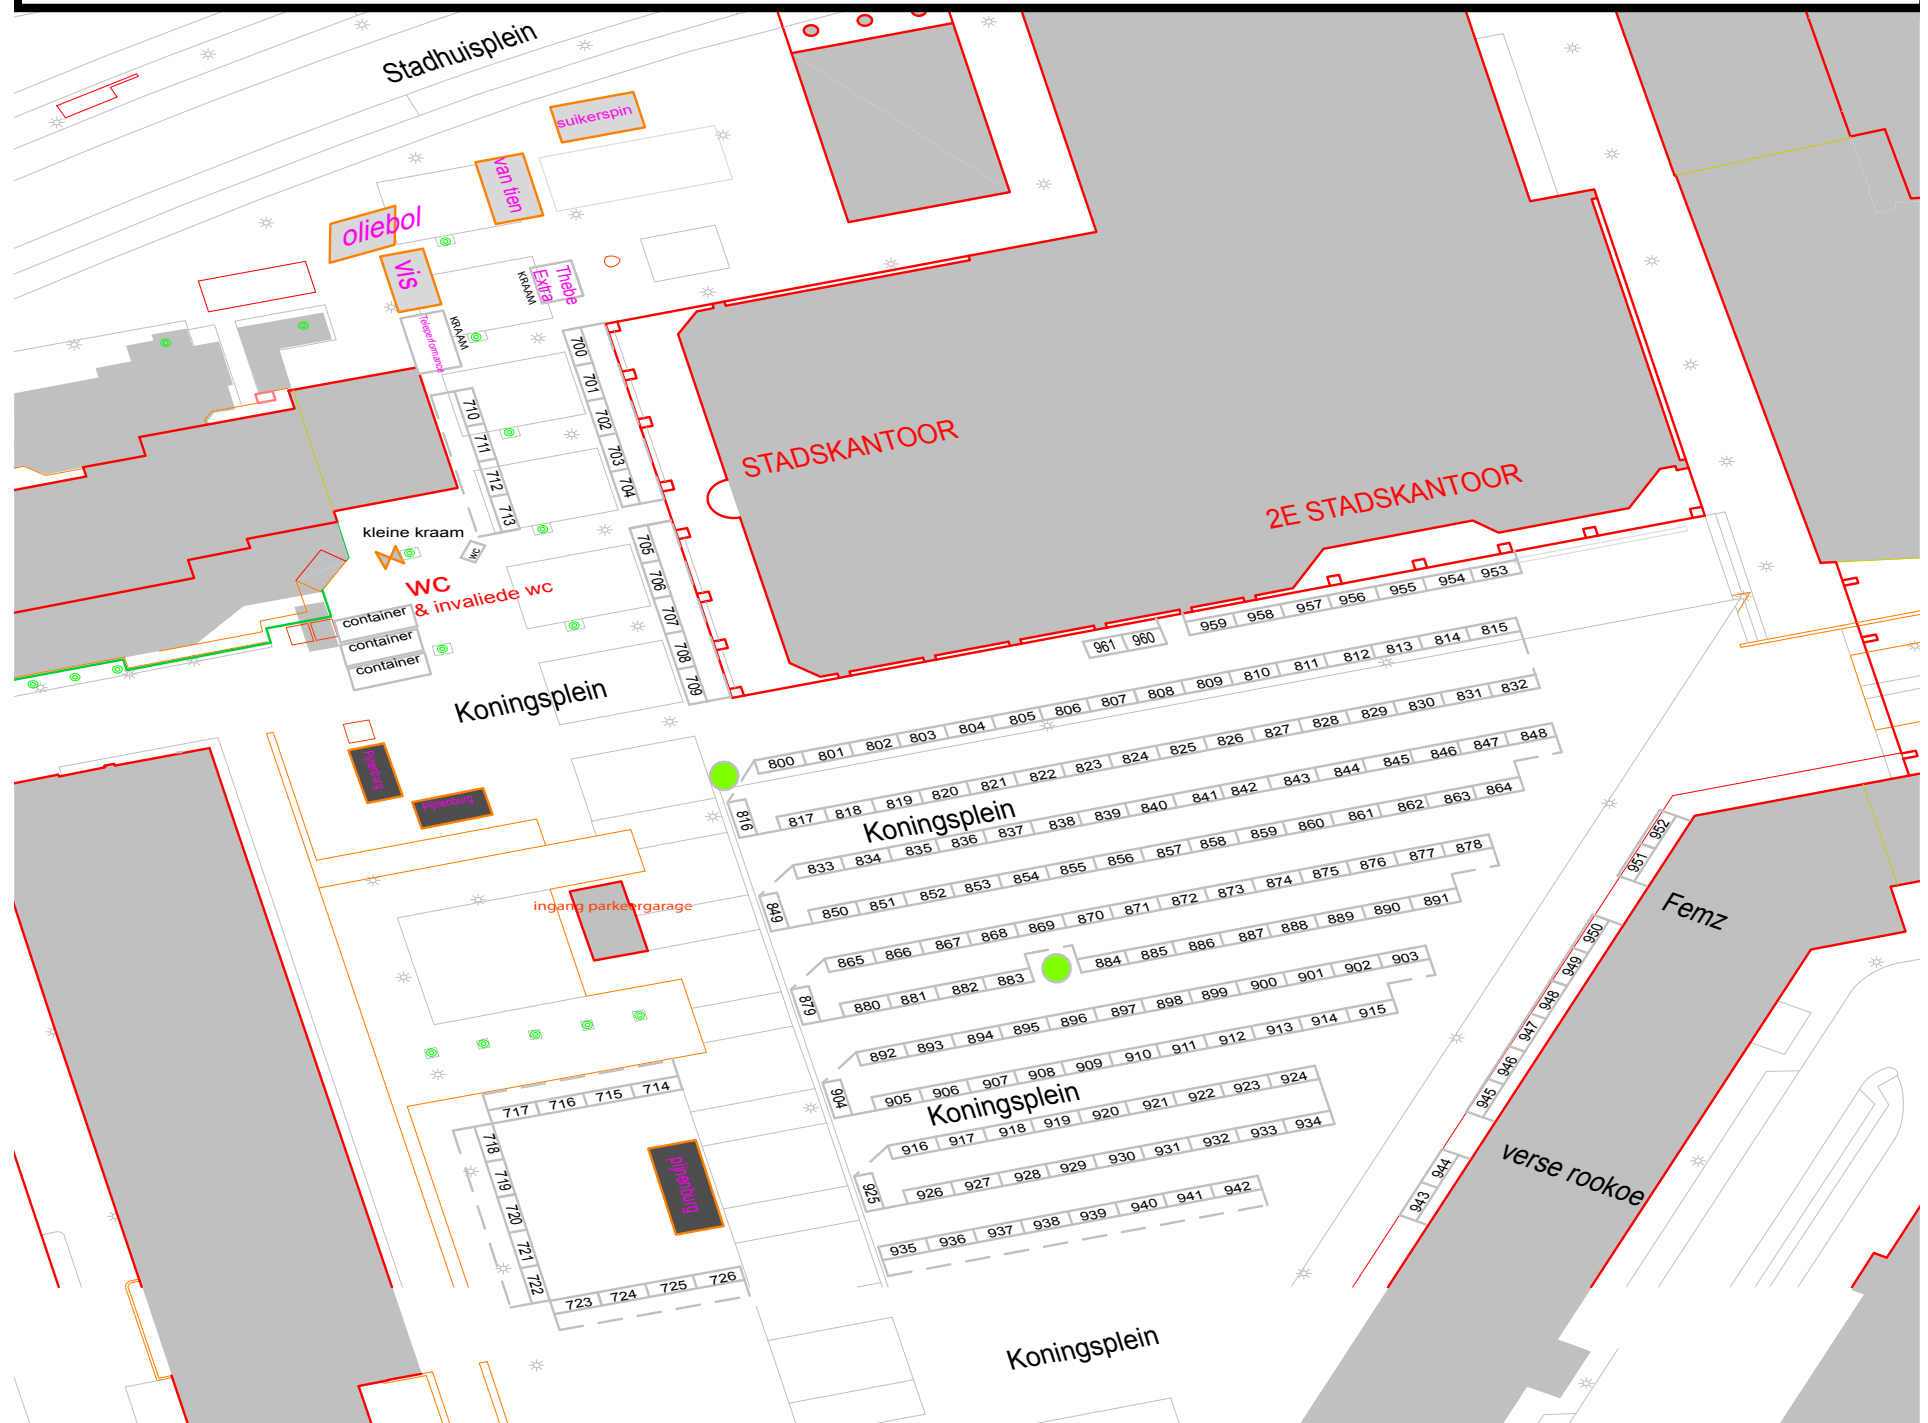 Stadhuisplein
suikerspin
van tien
oliebol
vis
Thebe
Extra
KRAAM
Teleperformance
KRAAM
700
701
702
703
704
710
711
712
713
STADSKANTOOR
2E STADSKANTOOR
kleine kraam
WC
WC
& invaliede wc
container
container
container
705
706
707
708
709
Koningsplein
961 960
959 958 957 956 955 954 953
800 801 802 803 804 805 806 807 808 809 810 811 812 813 814 815
816
817 818 819 820 821 822 823 824 825 826 827 828 829 830 831 832
Koningsplein
833 834 835 836 837 838 839 840 841 842 843 844 845 846 847 848
849
850 851 852 853 854 855 856 857 858 859 860 861 862 863 864
865 866 867 868 869 870 871 872 873 874 875 876 877 878
879
880 881 882 883 884 885 886 887 888 889 890 891
892 893 894 895 896 897 898 899 900 901 902 903
904
905 906 907 908 909 910 911 912 913 914 915
Koningsplein
916 917 918 919 920 921 922 923 924
925
926 927 928 929 930 931 932 933 934
935 936 937 938 939 940 941 942
Pijnenburg
Pijnenburg
ingang parkeergarage
717 716 715 714
718
719
720
721
722
pijnenburg
723 724 725 726
952
951
Femz
950
949
948
947
946
945
944
943
verse rookoe
Koningsplein